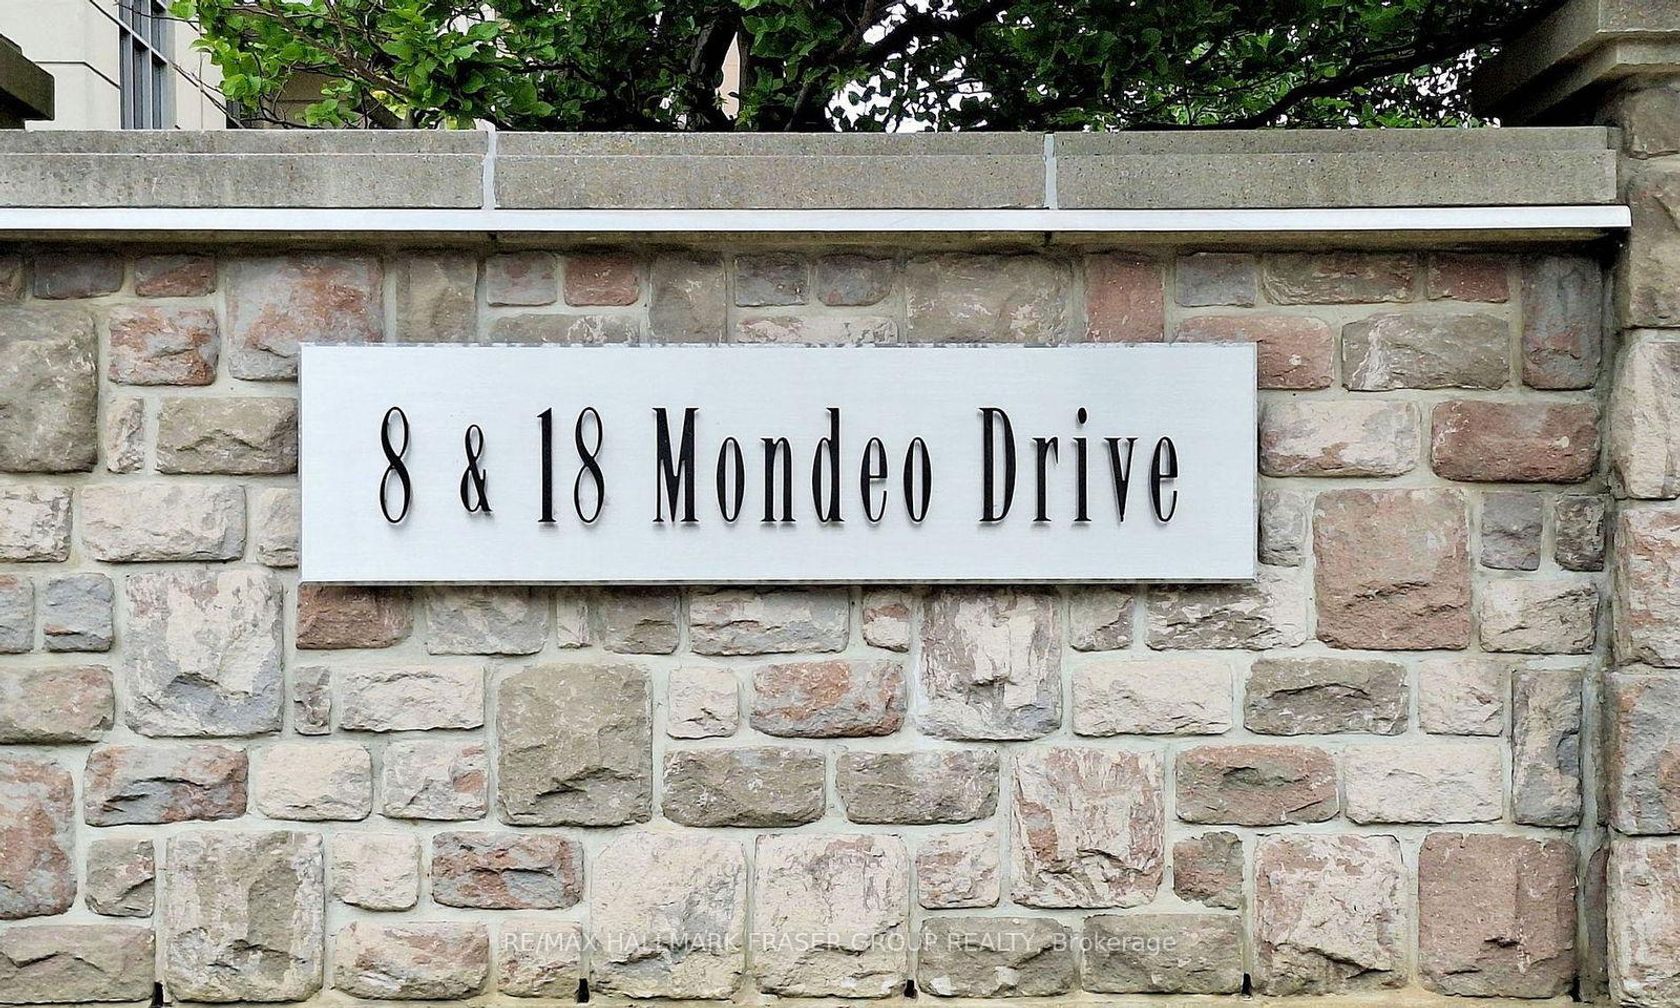 8 & 18 Mondeo Drive
RE/MAX HALLMARK FRASER GROUP REALTY, Brokerage